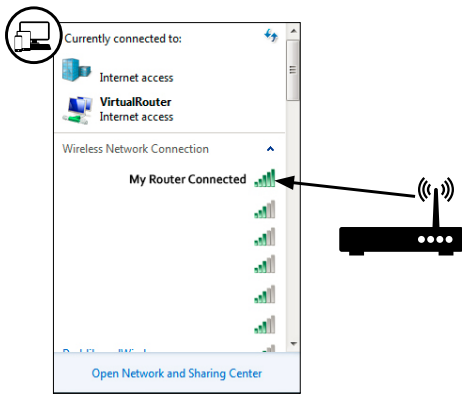 Currently connected to:
Internet access
VirtualRouter
Internet access
Wireless Network Connection
My Router Connected
Open Network and Sharing Center